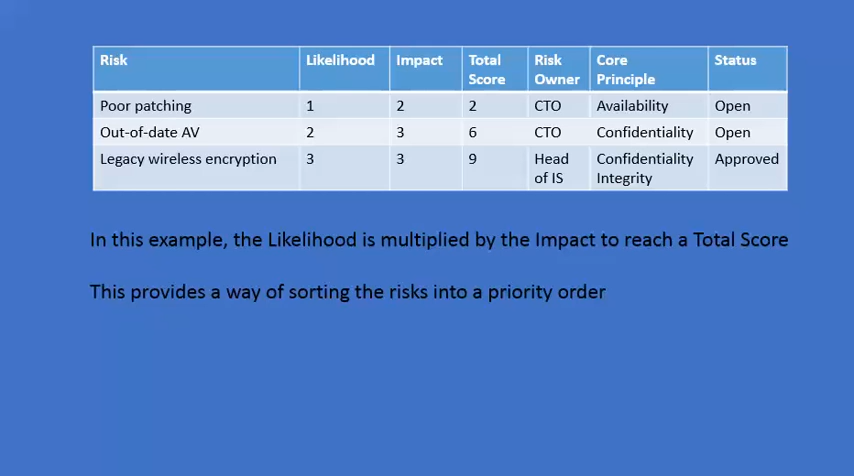 Risk Likelihood Impact Total Score Risk Owner Core Principle Status
Poor patching 1 2 2 CTO Availability Open
Out-of-date AV 2 3 6 CTO Confidentiality Open
Legacy wireless encryption 3 3 9 Head of IS Confidentiality Integrity Approved
In this example, the Likelihood is multiplied by the Impact to reach a Total Score
This provides a way of sorting the risks into a priority order